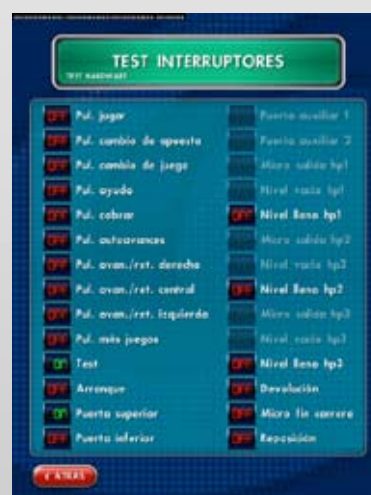 TEST INTERRUPTORES
TEST HARDWARE
OFF Pul. jugar
OFF Pul. cambio de apuesta
OFF Pul. cambio de juego
OFF Pul. ayuda
OFF Pul. cobrar
OFF Pul. autoavances
OFF Pul. avan./ret. derecha
OFF Pul. avan./ret. central
OFF Pul. avan./ret. izquierda
OFF Pul. más juegos
ON Test
OFF Arranque
ON Puerta superior
OFF Puerta inferior
Puerta auxiliar 1
Puerta auxiliar 2
Micro salida hp1
Nivel vacío hp1
OFF Nivel lleno hp1
Micro salida hp2
Nivel vacío hp2
OFF Nivel lleno hp2
Micro salida hp3
Nivel vacío hp3
OFF Nivel lleno hp3
OFF Devolución
OFF Micro fin carrera
OFF Reposición
ATRAS